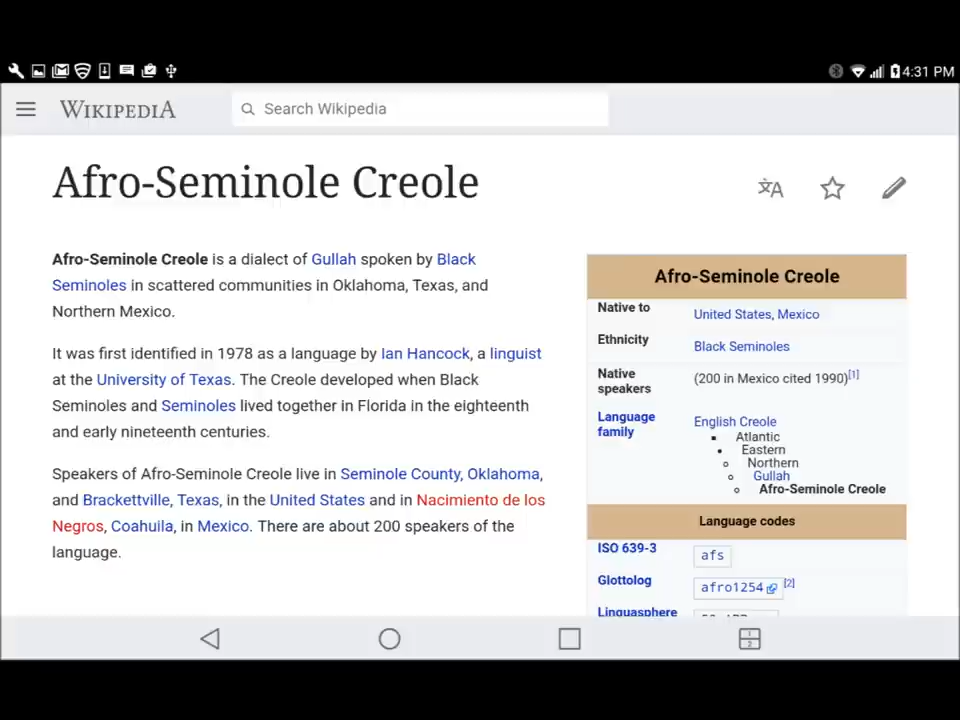 4:31 PM
WIKIPEDIA
Search Wikipedia
Afro-Seminole Creole
Afro-Seminole Creole is a dialect of Gullah spoken by Black
Seminoles in scattered communities in Oklahoma, Texas, and
Northern Mexico.
It was first identified in 1978 as a language by Ian Hancock, a linguist
at the University of Texas. The Creole developed when Black
Seminoles and Seminoles lived together in Florida in the eighteenth
and early nineteenth centuries.
Speakers of Afro-Seminole Creole live in Seminole County, Oklahoma,
and Brackettville, Texas, in the United States and in Nacimiento de los
Negros, Coahuila, in Mexico. There are about 200 speakers of the
language.
Afro-Seminole Creole
Native to United States, Mexico
Ethnicity Black Seminoles
Native
speakers (200 in Mexico cited 1990)[1]
Language
family English Creole
Atlantic
Eastern
Northern
Gullah
Afro-Seminole Creole
Language codes
ISO 639-3 afs
Glottolog afro1254 [2]
Linguasphere